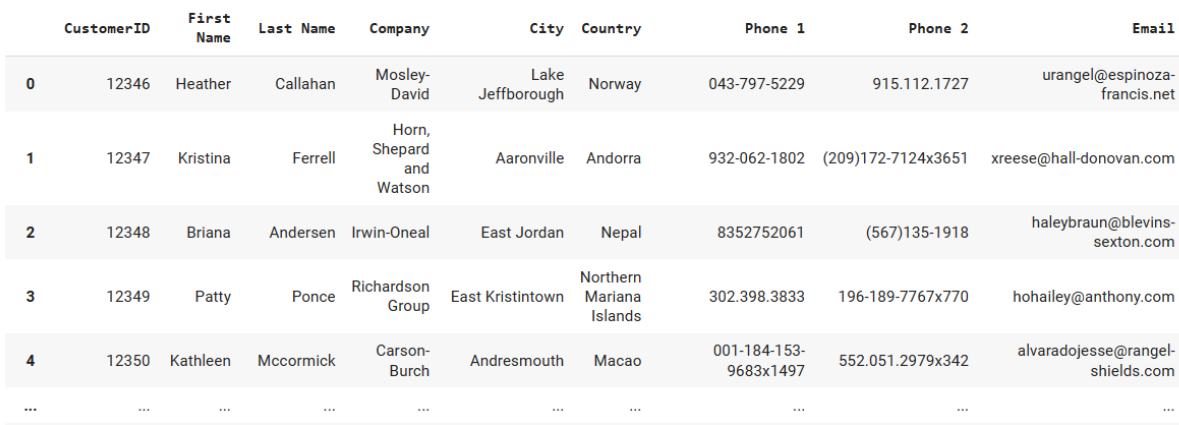 CustomerID First Name Last Name Company City Country Phone 1 Phone 2 Email
0 12346 Heather Callahan Mosley-David Lake Jeffborough Norway 043-797-5229 915.112.1727 urangel@espinoza-francis.net
1 12347 Kristina Ferrell Horn, Shepard and Watson Aaronville Andorra 932-062-1802 (209)172-7124x3651 xreese@hall-donovan.com
2 12348 Briana Andersen Irwin-Oneal East Jordan Nepal 8352752061 (567)135-1918 haleybraun@blevins-sexton.com
3 12349 Patty Ponce Richardson Group East Kristintown Northern Mariana Islands 302.398.3833 196-189-7767x770 hohailey@anthony.com
4 12350 Kathleen Mccormick Carson-Burch Andresmouth Macao 001-184-153-9683x1497 552.051.2979x342 alvaradojesse@rangel-shields.com
... ... ... ... ... ... ... ... ... ...